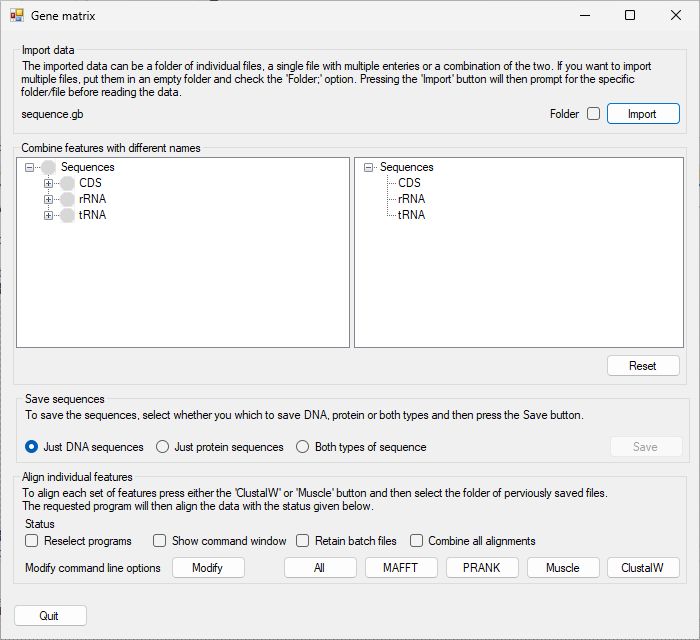 Gene matrix
Import data
The imported data can be a folder of individual files, a single file with multiple enteries or a combination of the two. If you want to import
multiple files, put them in an empty folder and check the 'Folder;' option. Pressing the 'Import' button will then prompt for the specific
folder/file before reading the data.
sequence.gb Folder Import
Combine features with different names
Sequences
CDS
rRNA
tRNA
Sequences
CDS
rRNA
tRNA
Reset
Save sequences
To save the sequences, select whether you which to save DNA, protein or both types and then press the Save button.
Just DNA sequences Just protein sequences Both types of sequence Save
Align individual features
To align each set of features press either the 'ClustalW' or 'Muscle' button and then select the folder of perviously saved files.
The requested program will then align the data with the status given below.
Status
Reselect programs Show command window Retain batch files Combine all alignments
Modify command line options Modify All MAFFT PRANK Muscle ClustalW
Quit